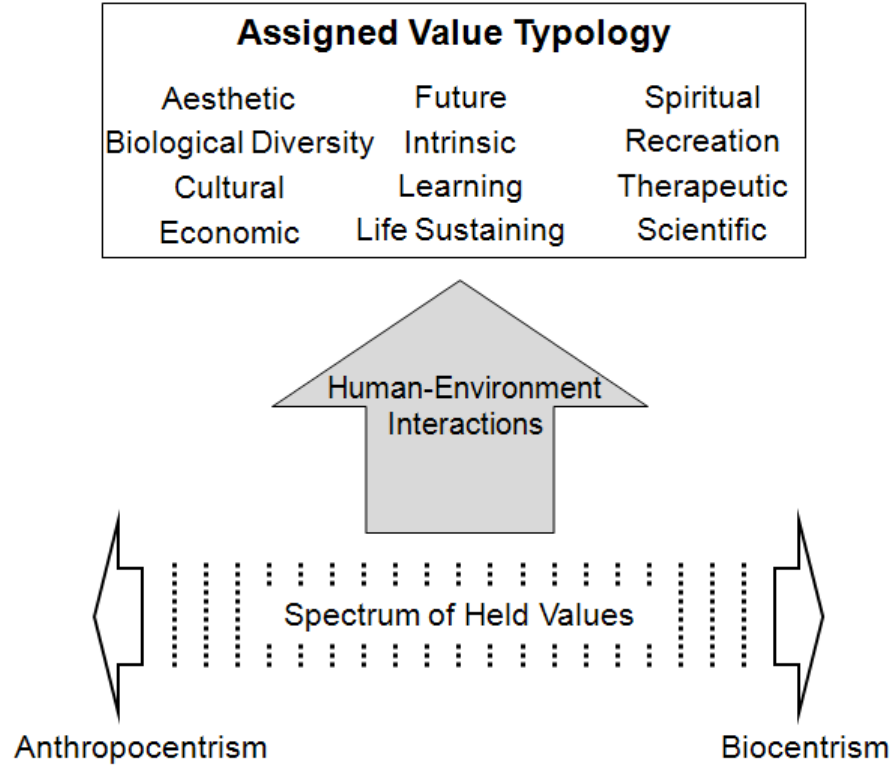 Assigned Value Typology
Aesthetic Future Spiritual
Biological Diversity Intrinsic Recreation
Cultural Learning Therapeutic
Economic Life Sustaining Scientific
Human-Environment
Interactions
Spectrum of Held Values
Anthropocentrism Biocentrism